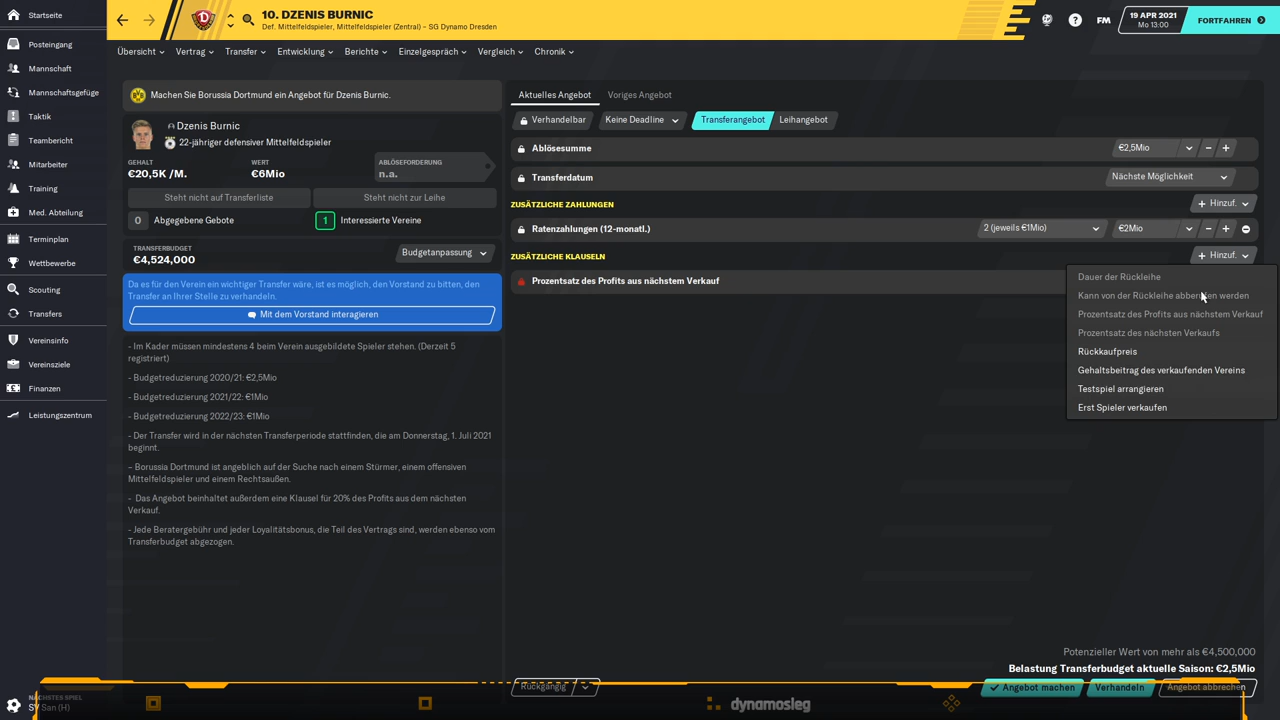 Startseite
Posteingang
Mannschaft
Mannschaftsgefüge
Taktik
Teambericht
Mitarbeiter
Training
Med. Abteilung
Terminplan
Wettbewerbe
Scouting
Transfers
Vereinsinfo
Vereinsziele
Finanzen
Leistungszentrum
NÄCHSTES SPIEL
SV San (H)
10. DZENIS BURNIC
Def. Mittelfeldspieler, Mittelfeldspieler (Zentral) - SG Dynamo Dresden
FM
19 APR 2021
Mo 13:00
FORTFAHREN
Übersicht Vertrag Transfer Entwicklung Berichte Einzelgespräch Vergleich Chronik
Machen Sie Borussia Dortmund ein Angebot für Dzenis Burnic.
Dzenis Burnic
22-jähriger defensiver Mittelfeldspieler
GEHALT WERT ABLÖSEFORDERUNG
€20,5K /M. €6Mio n.a.
Steht nicht auf Transferliste Steht nicht zur Leihe
0 Abgegebene Gebote 1 Interessierte Vereine
TRANSFERBUDGET
€4,524,000
Budgetanpassung
Da es für den Verein ein wichtiger Transfer wäre, ist es möglich, den Vorstand zu bitten, den
Transfer an Ihrer Stelle zu verhandeln.
Mit dem Vorstand interagieren
- Im Kader müssen mindestens 4 beim Verein ausgebildete Spieler stehen. (Derzeit 5
registriert)
- Budgetreduzierung 2020/21: €2,5Mio
- Budgetreduzierung 2021/22: €1Mio
- Budgetreduzierung 2022/23: €1Mio
- Der Transfer wird in der nächsten Transferperiode stattfinden, die am Donnerstag, 1. Juli 2021
beginnt.
- Borussia Dortmund ist angeblich auf der Suche nach einem Stürmer, einem offensiven
Mittelfeldspieler und einem Rechtsaußen.
- Das Angebot beinhaltet außerdem eine Klausel für 20% des Profits aus dem nächsten
Verkauf.
- Jede Beratergebühr und jeder Loyalitätsbonus, die Teil des Vertrags sind, werden ebenso vom
Transferbudget abgezogen.
Aktuelles Angebot Voriges Angebot
Verhandelbar Keine Deadline Transferangebot Leihangebot
Ablösesumme €2,5Mio
Transferdatum Nächste Möglichkeit
ZUSÄTZLICHE ZAHLUNGEN Hinzuf.
Ratenzahlungen (12-monatl.) 2 (jeweils €1Mio) €2Mio
ZUSÄTZLICHE KLAUSELN Hinzuf.
Prozentsatz des Profits aus nächstem Verkauf
Dauer der Rückleihe
Kann von der Rückleihe abberufen werden
Prozentsatz des Profits aus nächstem Verkauf
Prozentsatz des nächsten Verkaufs
Rückkaufpreis
Gehaltsbeitrag des verkaufenden Vereins
Testspiel arrangieren
Erst Spieler verkaufen
Potenzieller Wert von mehr als €4,500,000
Belastung Transferbudget aktuelle Saison: €2,5Mio
Rückgängig Angebot machen Verhandeln Angebot abbrechen
dynamosleg